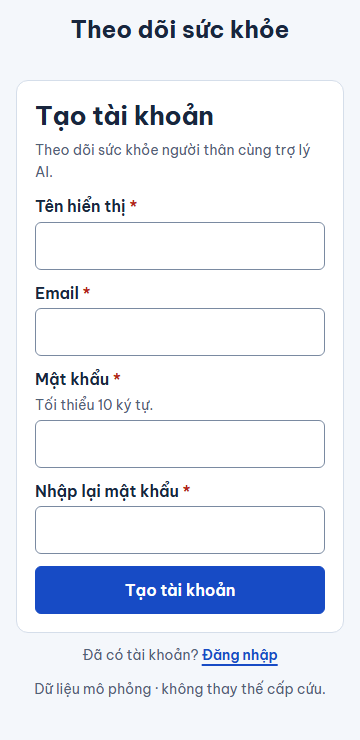 Theo dõi sức khỏe
Tạo tài khoản
Theo dõi sức khỏe người thân cùng trợ lý
AI.
Tên hiển thị *
Email *
Mật khẩu *
Tối thiểu 10 ký tự.
Nhập lại mật khẩu *
Tạo tài khoản
Đã có tài khoản? Đăng nhập
Dữ liệu mô phỏng · không thay thế cấp cứu.